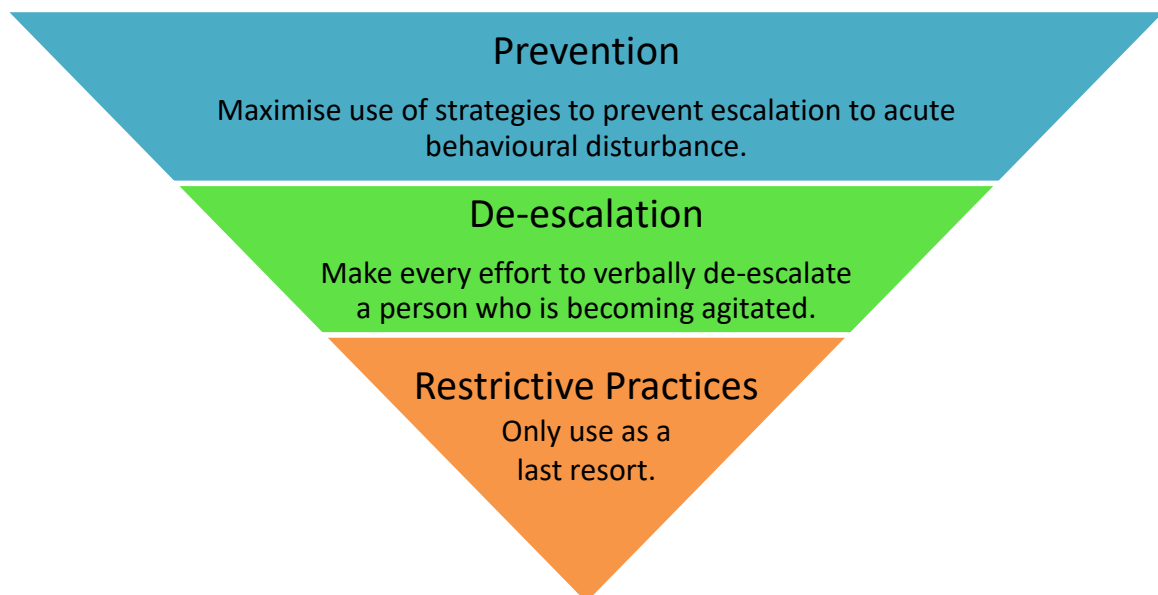 Prevention
Maximise use of strategies to prevent escalation to acute
behavioural disturbance.
De-escalation
Make every effort to verbally de-escalate
a person who is becoming agitated.
Restrictive Practices
Only use as a
last resort.